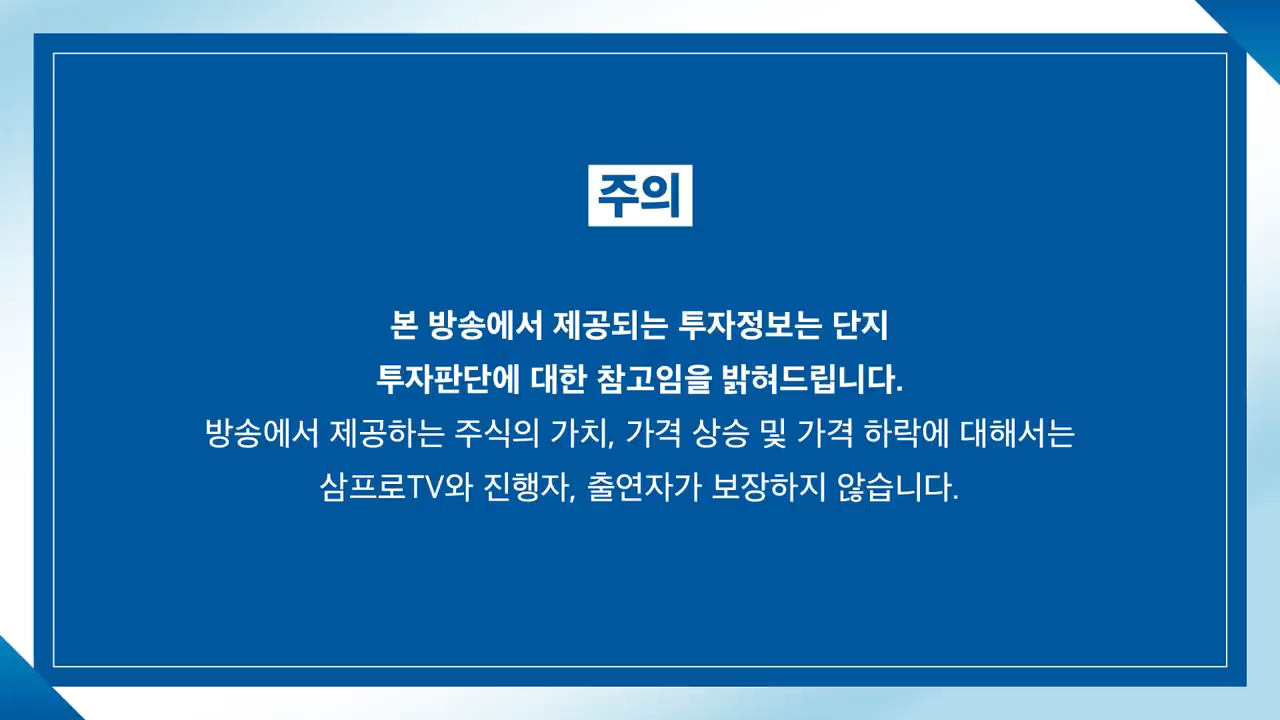 주의
본 방송에서 제공되는 투자정보는 단지
투자판단에 대한 참고임을 밝혀드립니다.
방송에서 제공하는 주식의 가치, 가격 상승 및 가격 하락에 대해서는
삼프로TV와 진행자, 출연자가 보장하지 않습니다.